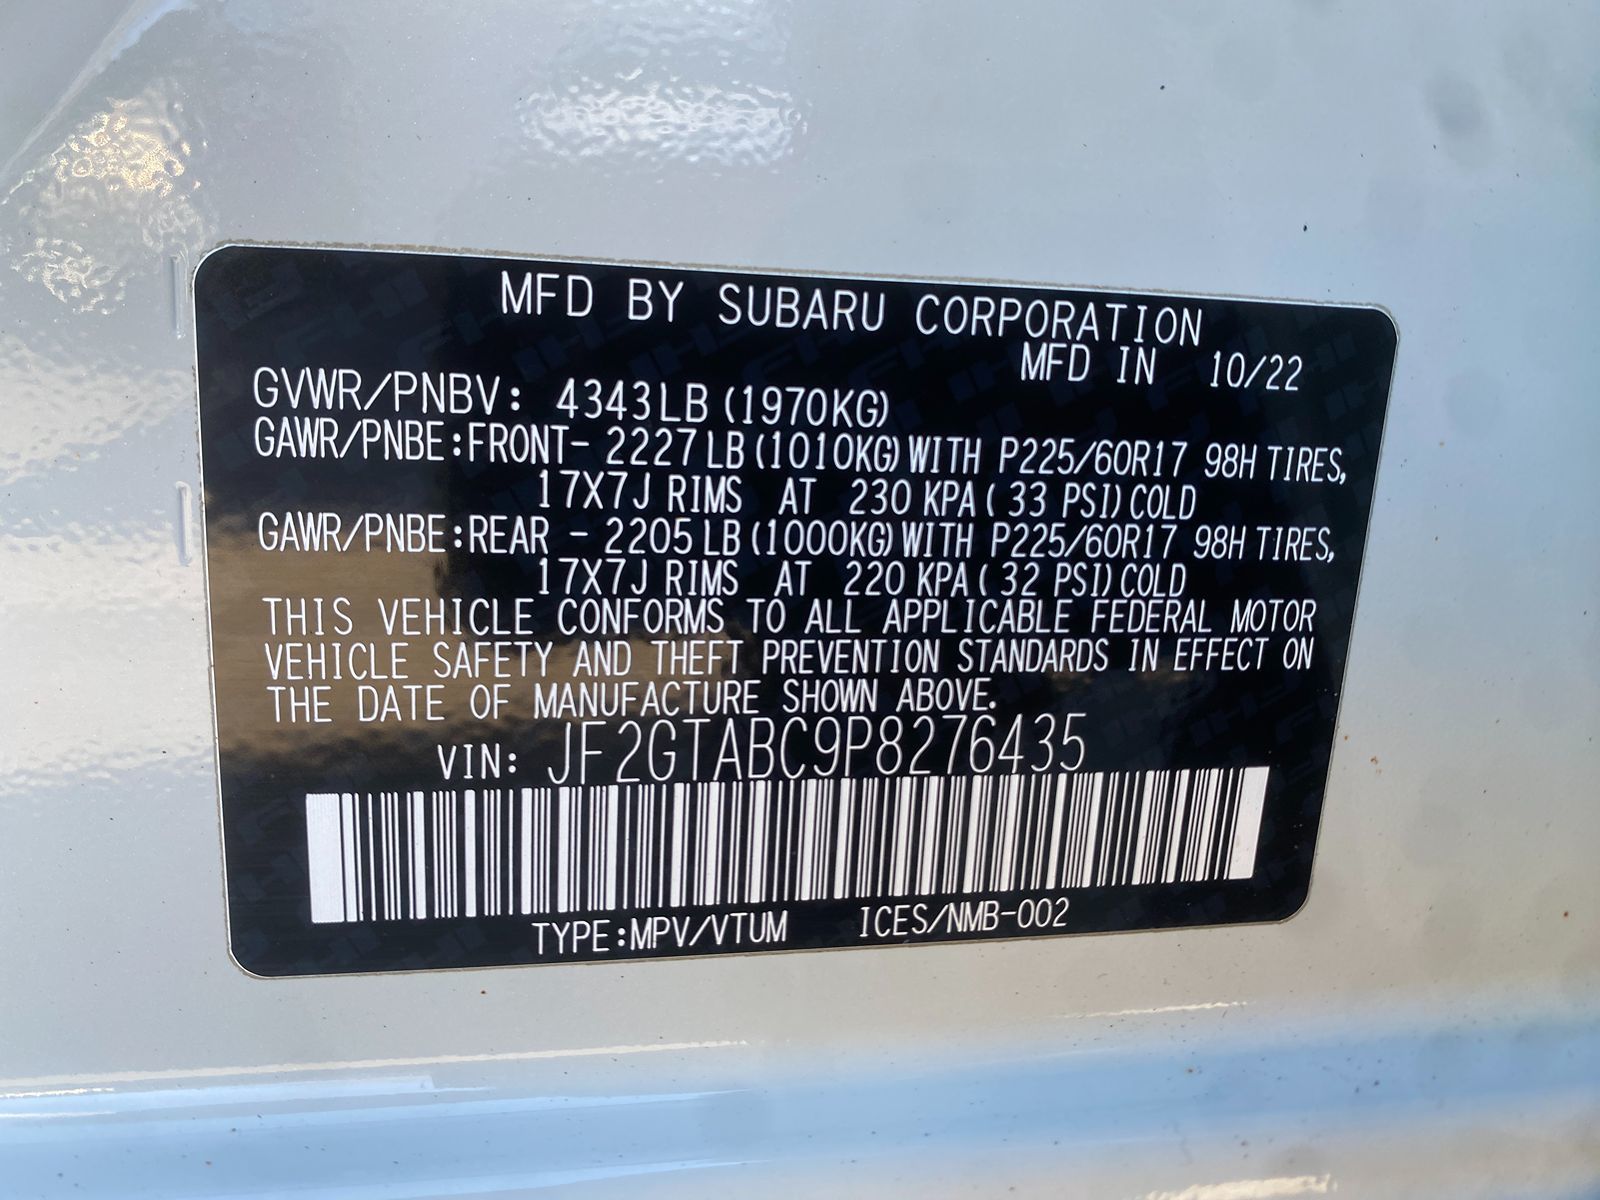 MFD BY SUBARU CORPORATION
MFD IN 10/22
GVWR/PNBV: 4343LB (1970KG)
GAWR/PNBE:FRONT- 2227LB(1010KG)WITH P225/60R17 98H TIRES,
17X7J RIMS AT 230 KPA( 33 PSI)COLD
GAWR/PNBE:REAR - 2205LB(1000KG)WITH P225/60R17 98H TIRES,
17X7J RIMS AT 220 KPA( 32 PSI)COLD
THIS VEHICLE CONFORMS TO ALL APPLICABLE FEDERAL MOTOR
VEHICLE SAFETY AND THEFT PREVENTION STANDARDS IN EFFECT ON
THE DATE OF MANUFACTURE SHOWN ABOVE.
VIN: JF2GTABC9P8276435
TYPE:MPV/VTUM ICES/NMB-002